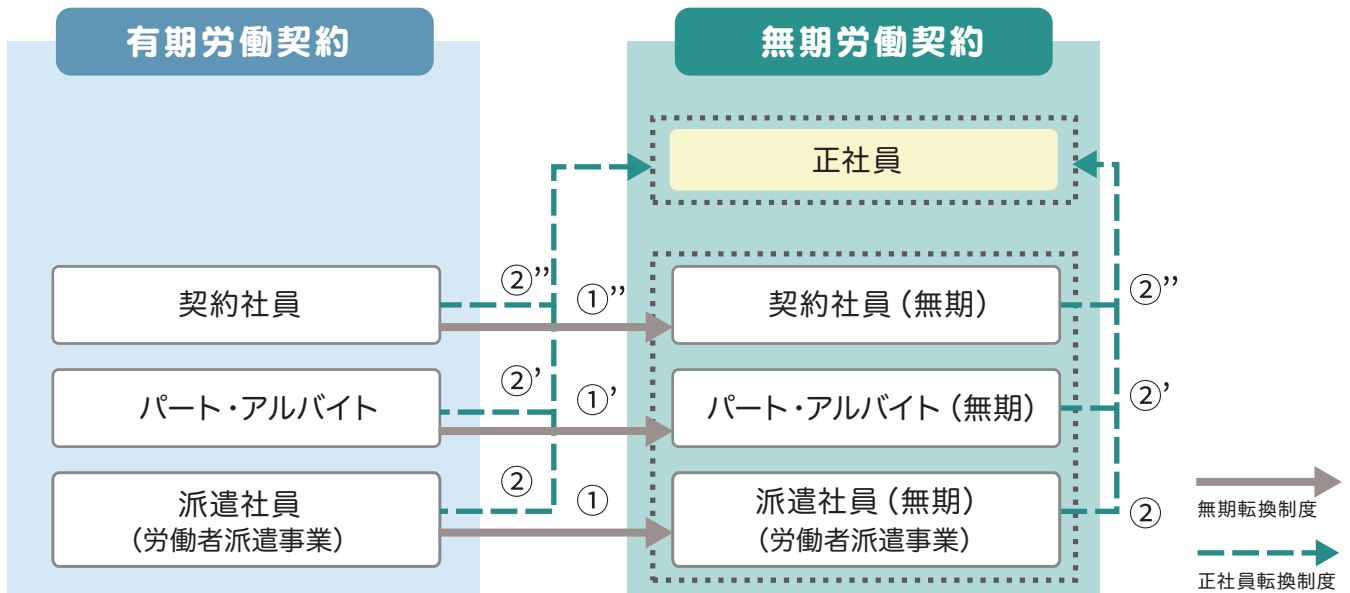 有期労働契約
無期労働契約
正社員
契約社員
②’’
①’’
契約社員（無期）
②’’
パート・アルバイト
②’
①’
パート・アルバイト（無期）
②’
派遣社員
（労働者派遣事業）
②
①
派遣社員（無期）
（労働者派遣事業）
②
無期転換制度
正社員転換制度